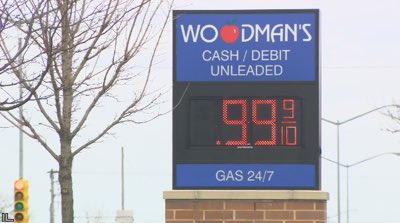 WOODMAN'S
CASH / DEBIT
UNLEADED
.99 9/10
GAS 24/7